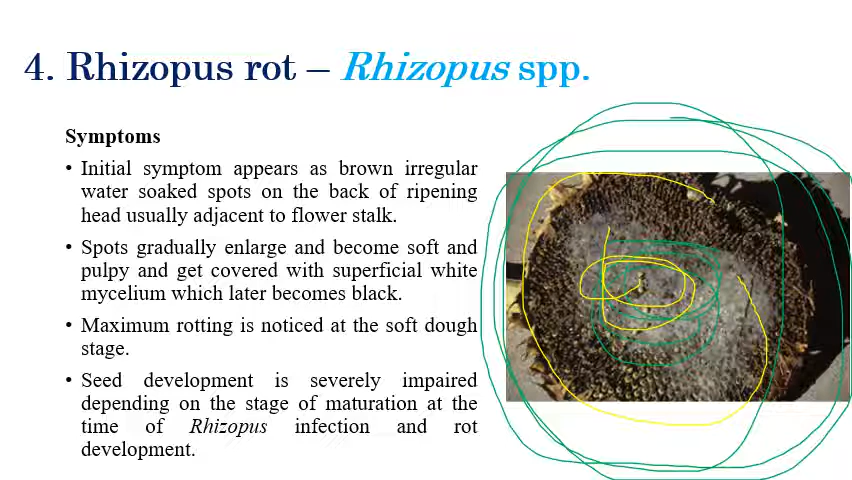 4. Rhizopus rot – Rhizopus spp.
Symptoms
• Initial symptom appears as brown irregular
water soaked spots on the back of ripening
head usually adjacent to flower stalk.
• Spots gradually enlarge and become soft and
pulpy and get covered with superficial white
mycelium which later becomes black.
• Maximum rotting is noticed at the soft dough
stage.
• Seed development is severely impaired
depending on the stage of maturation at the
time of Rhizopus infection and rot
development.